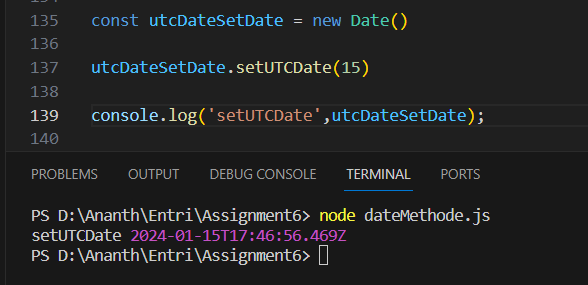 135 const utcDateSetDate = new Date()
136
137 utcDateSetDate.setUTCDate(15)
138
139 console.log('setUTCDate',utcDateSetDate);
140
PROBLEMS OUTPUT DEBUG CONSOLE TERMINAL PORTS
PS D:\Ananth\Entri\Assignment6> node dateMethode.js
setUTCDate 2024-01-15T17:46:56.469Z
PS D:\Ananth\Entri\Assignment6>